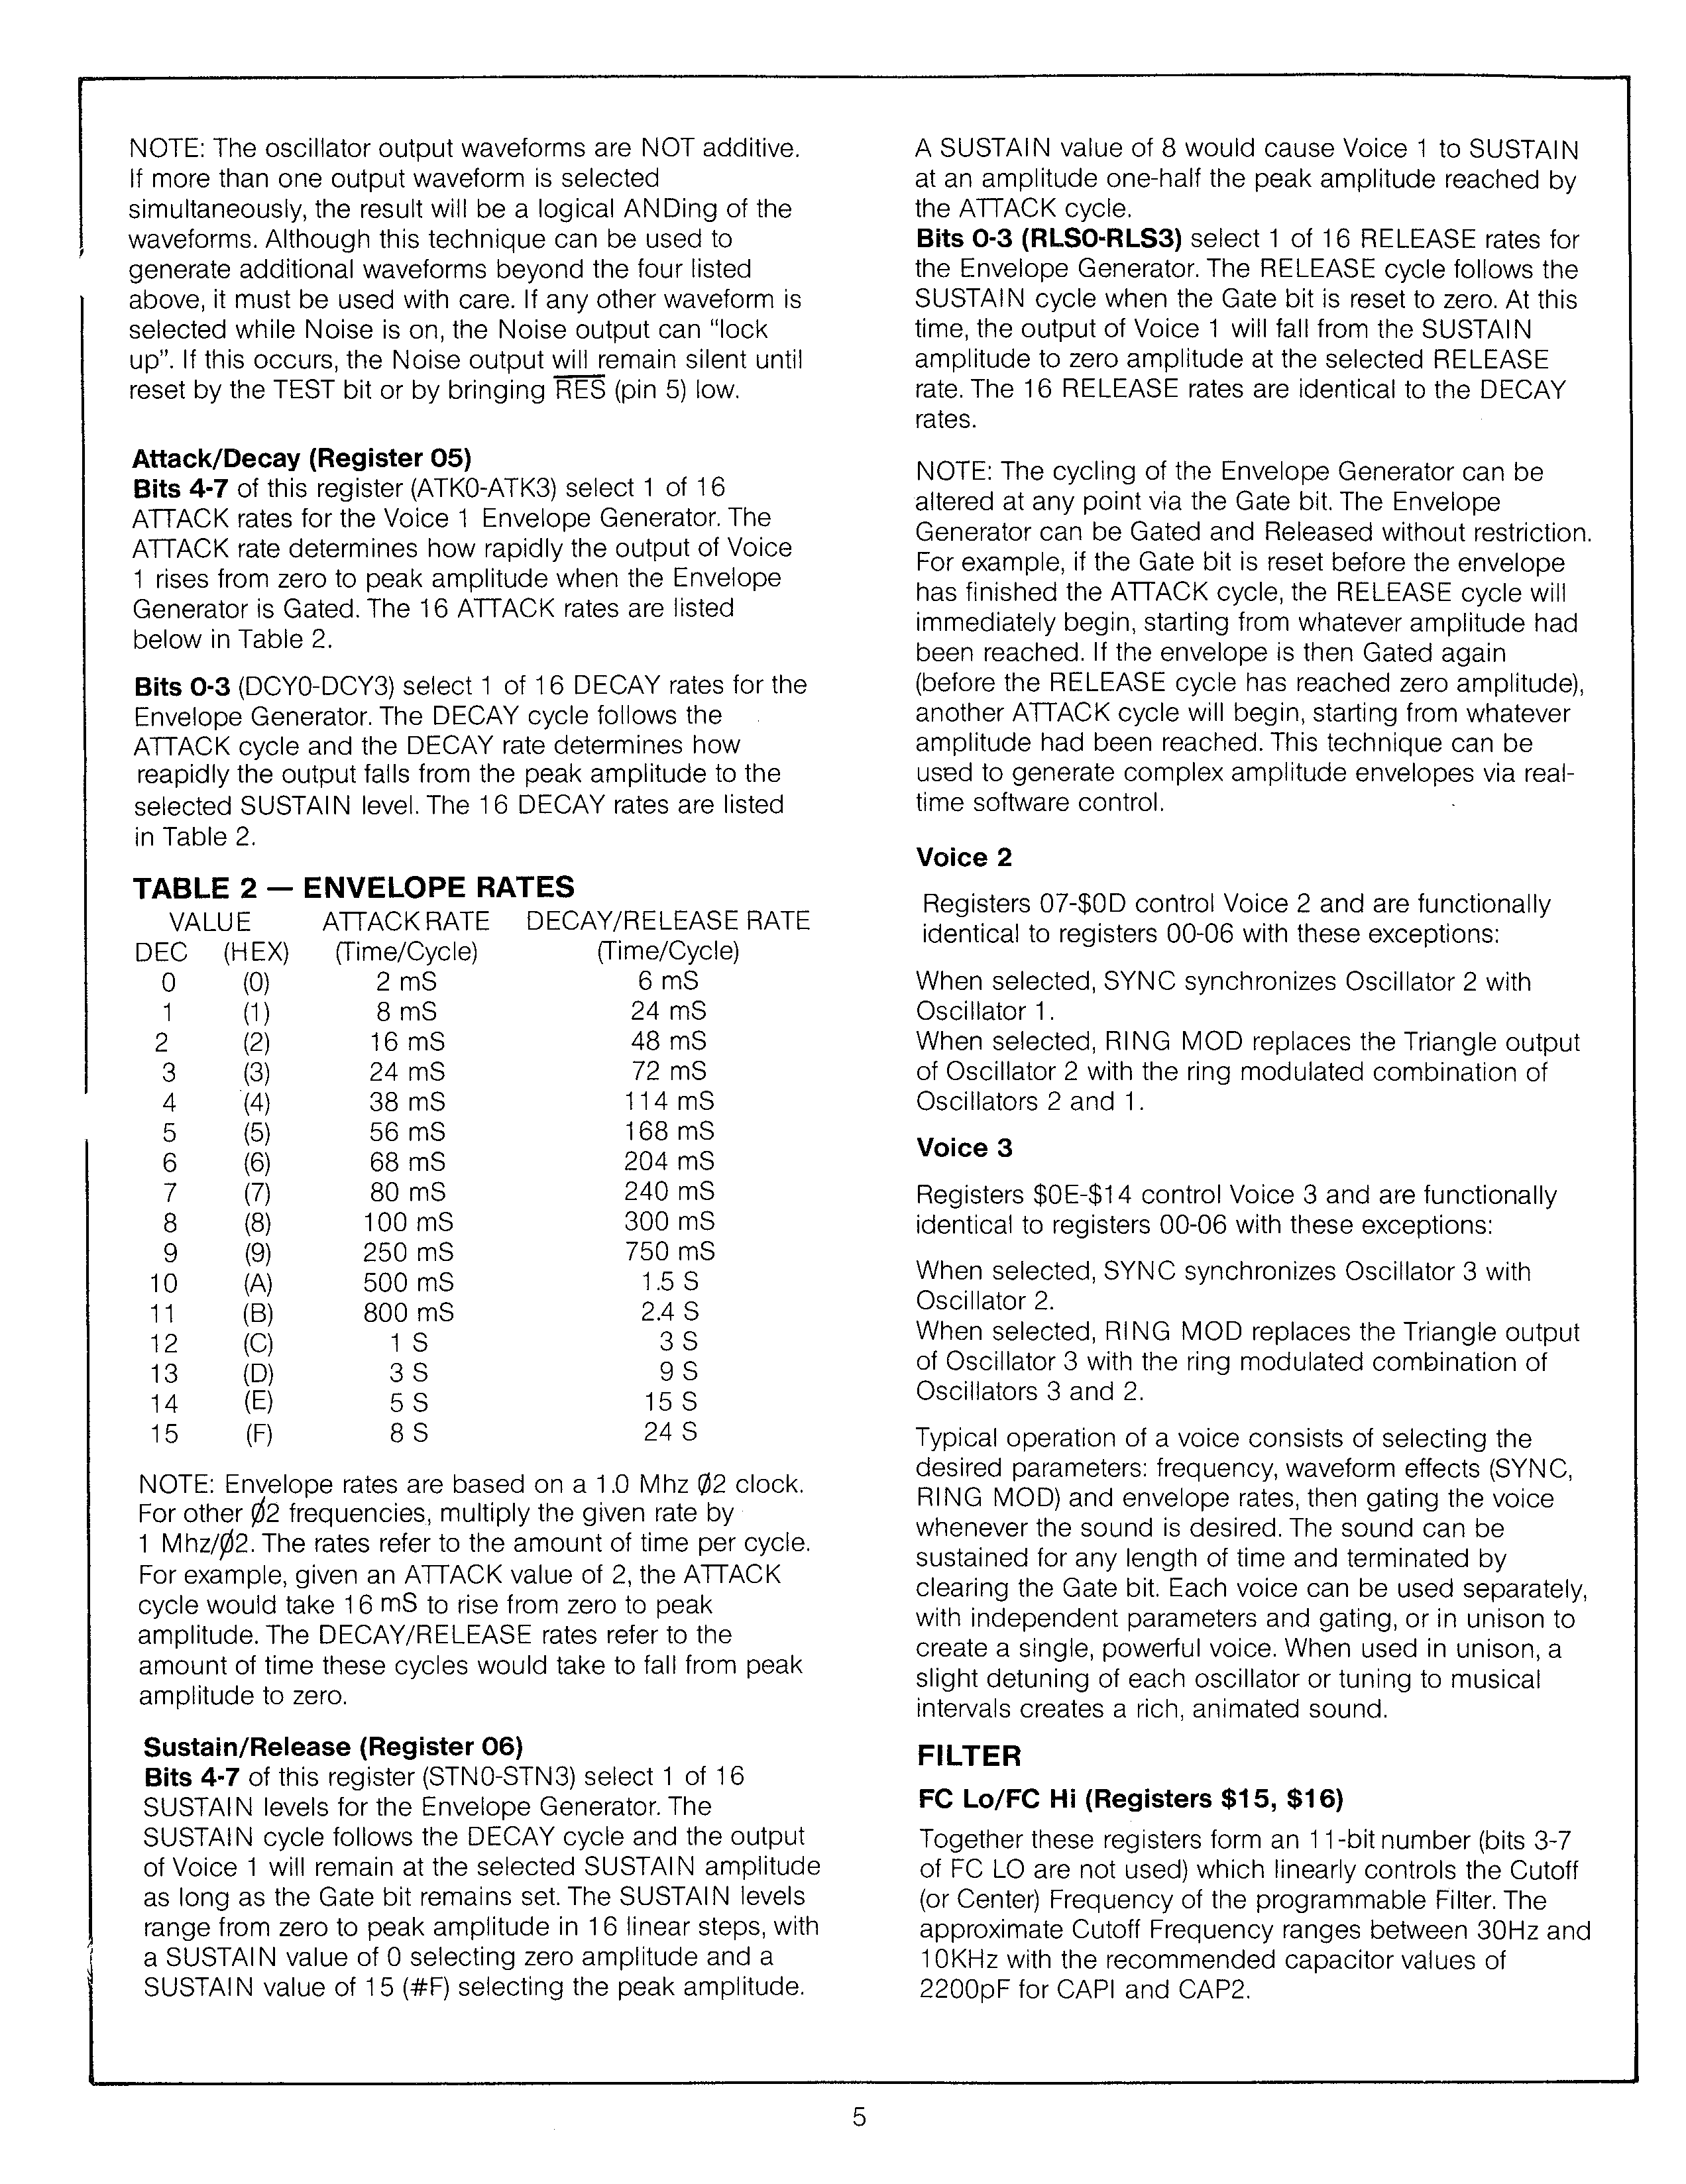 NOTE: The oscillator output waveforms are NOT additive.
If more than one output waveform is selected
simultaneously, the result will be a logical ANDing of the
waveforms. Although this technique can be used to
generate additional waveforms beyond the four listed
above, it must be used with care. If any other waveform is
selected while Noise is on, the Noise output can "lock
up". If this occurs, the Noise output will remain silent until
reset by the TEST bit or by bringing R̅E̅S̅ (pin 5) low.
Attack/Decay (Register 05)
Bits 4-7 of this register (ATK0-ATK3) select 1 of 16
ATTACK rates for the Voice 1 Envelope Generator. The
ATTACK rate determines how rapidly the output of Voice
1 rises from zero to peak amplitude when the Envelope
Generator is Gated. The 16 ATTACK rates are listed
below in Table 2.
Bits 0-3 (DCY0-DCY3) select 1 of 16 DECAY rates for the
Envelope Generator. The DECAY cycle follows the
ATTACK cycle and the DECAY rate determines how
reapidly the output falls from the peak amplitude to the
selected SUSTAIN level. The 16 DECAY rates are listed
in Table 2.
TABLE 2 — ENVELOPE RATES
VALUE ATTACK RATE DECAY/RELEASE RATE
DEC (HEX) (Time/Cycle) (Time/Cycle)
0 (0) 2 mS 6 mS
1 (1) 8 mS 24 mS
2 (2) 16 mS 48 mS
3 (3) 24 mS 72 mS
4 (4) 38 mS 114 mS
5 (5) 56 mS 168 mS
6 (6) 68 mS 204 mS
7 (7) 80 mS 240 mS
8 (8) 100 mS 300 mS
9 (9) 250 mS 750 mS
10 (A) 500 mS 1.5 S
11 (B) 800 mS 2.4 S
12 (C) 1 S 3 S
13 (D) 3 S 9 S
14 (E) 5 S 15 S
15 (F) 8 S 24 S
NOTE: Envelope rates are based on a 1.0 Mhz Ø2 clock.
For other Ø2 frequencies, multiply the given rate by
1 Mhz/Ø2. The rates refer to the amount of time per cycle.
For example, given an ATTACK value of 2, the ATTACK
cycle would take 16 mS to rise from zero to peak
amplitude. The DECAY/RELEASE rates refer to the
amount of time these cycles would take to fall from peak
amplitude to zero.
Sustain/Release (Register 06)
Bits 4-7 of this register (STN0-STN3) select 1 of 16
SUSTAIN levels for the Envelope Generator. The
SUSTAIN cycle follows the DECAY cycle and the output
of Voice 1 will remain at the selected SUSTAIN amplitude
as long as the Gate bit remains set. The SUSTAIN levels
range from zero to peak amplitude in 16 linear steps, with
a SUSTAIN value of 0 selecting zero amplitude and a
SUSTAIN value of 15 (#F) selecting the peak amplitude.
A SUSTAIN value of 8 would cause Voice 1 to SUSTAIN
at an amplitude one-half the peak amplitude reached by
the ATTACK cycle.
Bits 0-3 (RLS0-RLS3) select 1 of 16 RELEASE rates for
the Envelope Generator. The RELEASE cycle follows the
SUSTAIN cycle when the Gate bit is reset to zero. At this
time, the output of Voice 1 will fall from the SUSTAIN
amplitude to zero amplitude at the selected RELEASE
rate. The 16 RELEASE rates are identical to the DECAY
rates.
NOTE: The cycling of the Envelope Generator can be
altered at any point via the Gate bit. The Envelope
Generator can be Gated and Released without restriction.
For example, if the Gate bit is reset before the envelope
has finished the ATTACK cycle, the RELEASE cycle will
immediately begin, starting from whatever amplitude had
been reached. If the envelope is then Gated again
(before the RELEASE cycle has reached zero amplitude),
another ATTACK cycle will begin, starting from whatever
amplitude had been reached. This technique can be
used to generate complex amplitude envelopes via real-
time software control.
Voice 2
Registers 07-$0D control Voice 2 and are functionally
identical to registers 00-06 with these exceptions:
When selected, SYNC synchronizes Oscillator 2 with
Oscillator 1.
When selected, RING MOD replaces the Triangle output
of Oscillator 2 with the ring modulated combination of
Oscillators 2 and 1.
Voice 3
Registers $0E-$14 control Voice 3 and are functionally
identical to registers 00-06 with these exceptions:
When selected, SYNC synchronizes Oscillator 3 with
Oscillator 2.
When selected, RING MOD replaces the Triangle output
of Oscillator 3 with the ring modulated combination of
Oscillators 3 and 2.
Typical operation of a voice consists of selecting the
desired parameters: frequency, waveform effects (SYNC,
RING MOD) and envelope rates, then gating the voice
whenever the sound is desired. The sound can be
sustained for any length of time and terminated by
clearing the Gate bit. Each voice can be used separately,
with independent parameters and gating, or in unison to
create a single, powerful voice. When used in unison, a
slight detuning of each oscillator or tuning to musical
intervals creates a rich, animated sound.
FILTER
FC Lo/FC Hi (Registers $15, $16)
Together these registers form an 11-bit number (bits 3-7
of FC LO are not used) which linearly controls the Cutoff
(or Center) Frequency of the programmable Filter. The
approximate Cutoff Frequency ranges between 30Hz and
10KHz with the recommended capacitor values of
2200pF for CAPI and CAP2.
5